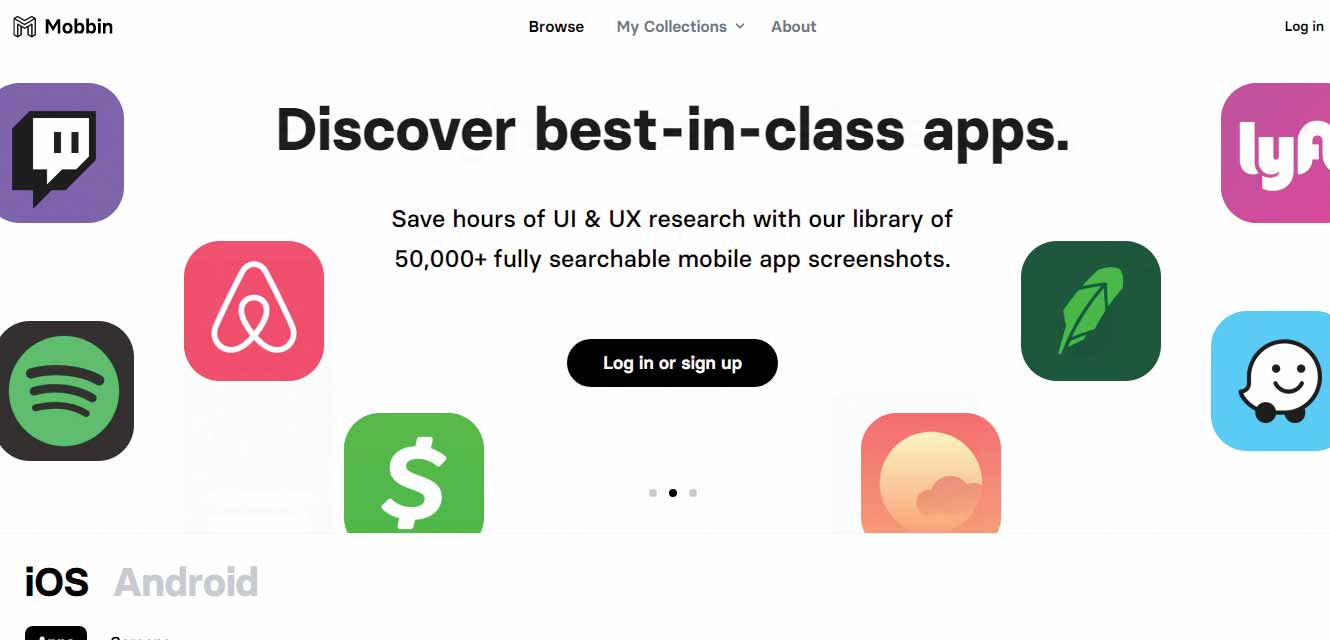 Mobbin
Browse
My Collections
About
Log in
Discover best-in-class apps.
Save hours of UI & UX research with our library of
50,000+ fully searchable mobile app screenshots.
Log in or sign up
iOS
Android